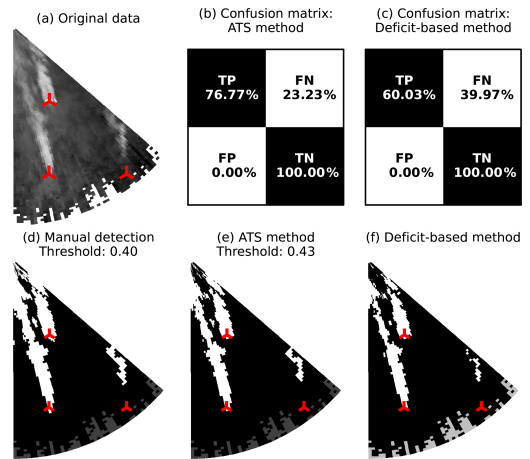 (a) Original data
(b) Confusion matrix:
ATS method
(c) Confusion matrix:
Deficit-based method
TP
76.77%
FN
23.23%
FP
0.00%
TN
100.00%
TP
60.03%
FN
39.97%
FP
0.00%
TN
100.00%
(d) Manual detection
Threshold: 0.40
(e) ATS method
Threshold: 0.43
(f) Deficit-based method